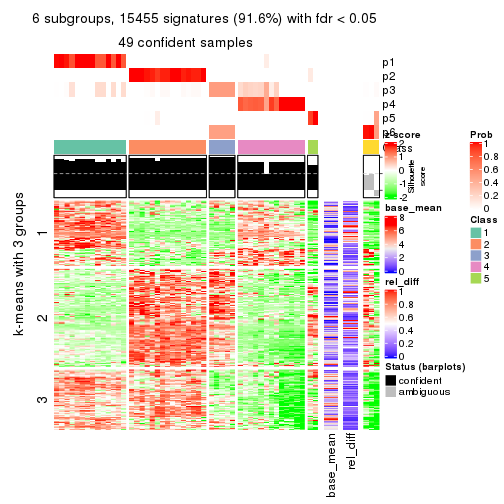 6 subgroups, 15455 signatures (91.6%) with fdr < 0.05
49 confident samples
p1
p2
p3
p4
p5
p6
Class
Silhouette
score
k-means with 3 groups
1
2
3
base_mean
rel_diff
z-score
2
1
0
-1
-2
base_mean
8
6
4
2
0
rel_diff
1
0.8
0.6
0.4
0.2
0
Status (barplots)
confident
ambiguous
Prob
1
0.8
0.6
0.4
0.2
0
Class
1
2
3
4
5